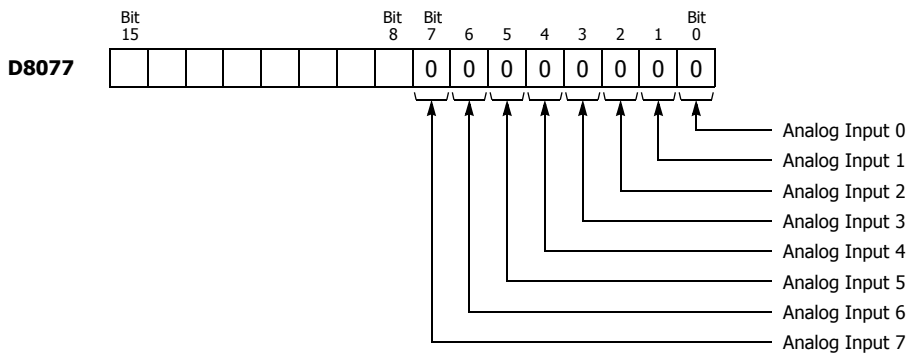 Bit Bit Bit Bit
15 8 7 6 5 4 3 2 1 0
D8077 0 0 0 0 0 0 0 0
Analog Input 0
Analog Input 1
Analog Input 2
Analog Input 3
Analog Input 4
Analog Input 5
Analog Input 6
Analog Input 7